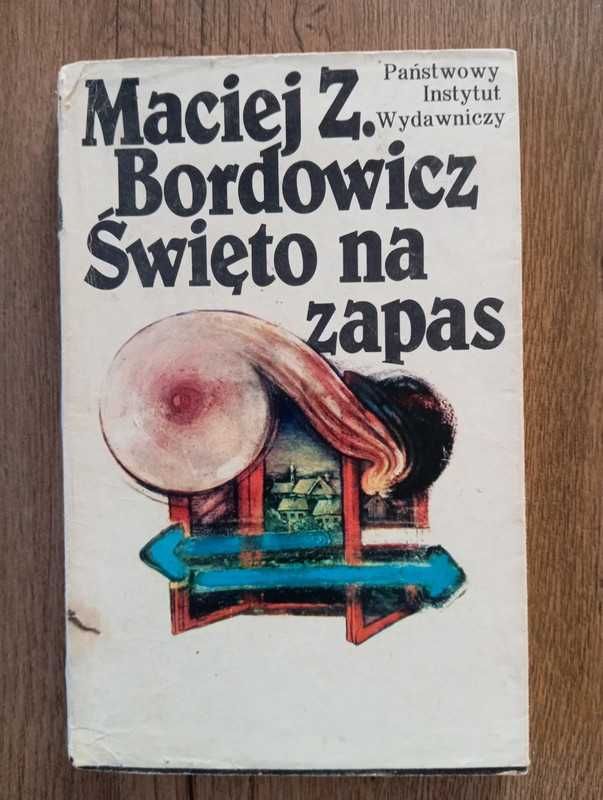 Maciej Z.
Państwowy
Instytut
Wydawniczy
Bordowicz
Święto na
zapas